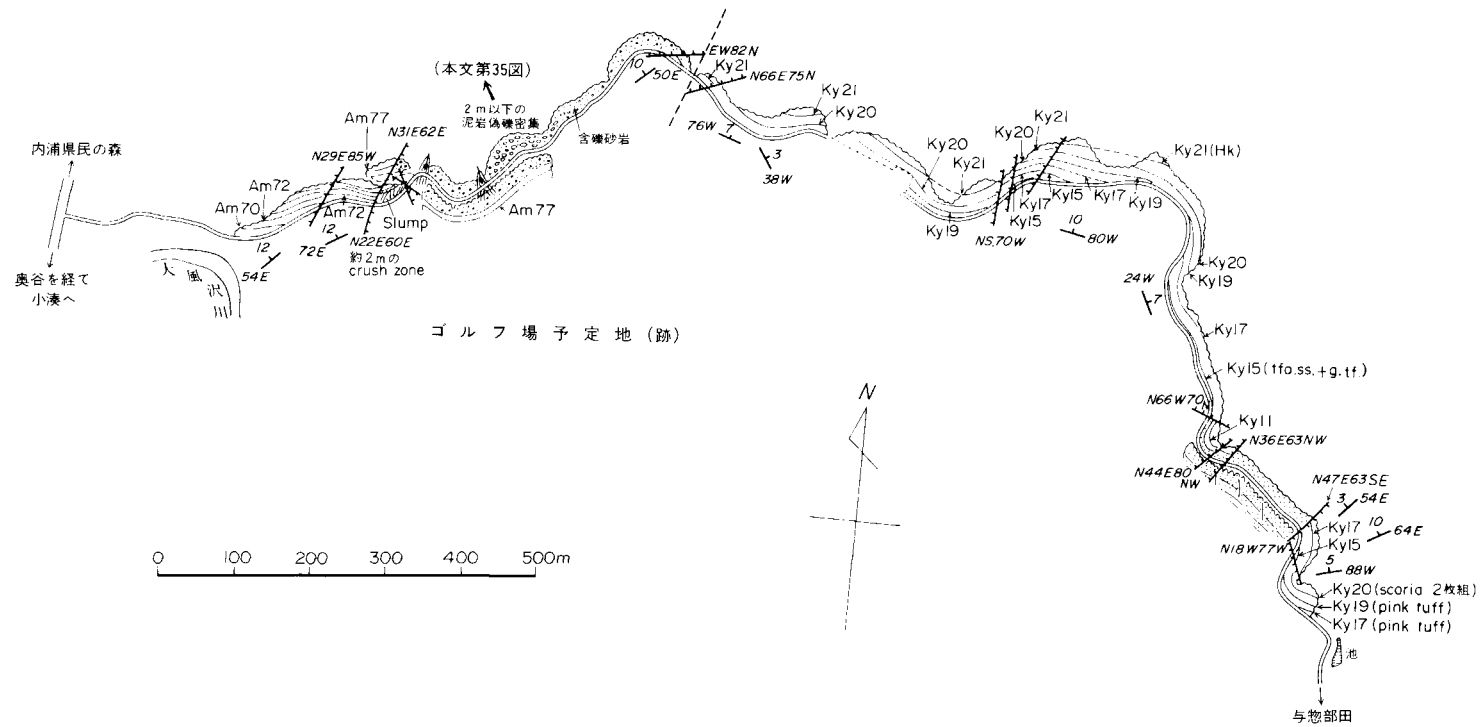 内浦県民の森
奥谷を経て
小湊へ
大風沢川
Am70
Am72
N29E85W
Am77
N31E62E
(本文第35図)
2m以下の
泥岩偽礫密集
含礫砂岩
Am72
Slump
Am77
12
54E
12
72E
N22E60E
約2mの
crush zone
10
50E
EW82N
Ky21
N66E75N
76W
7
Ky21
Ky20
3
38W
Ky20
Ky21
Ky20
Ky21
Ky21(Hk)
Ky19
NS.70W
Ky15
Ky17
Ky15
Ky17
Ky19
10
80W
Ky20
Ky19
24W
7
Ky17
Ky15(tfa.ss.+g.tf.)
N66W70
N
Ky11
N36E63NW
N44E80
NW
N47E63SE
3
54E
Ky17
10
64E
Ky15
N18W77W
5
88W
Ky20(scoria 2枚組)
Ky19(pink tuff)
Ky17(pink tuff)
池
与惣部田
ゴルフ場予定地(跡)
N
0 100 200 300 400 500m